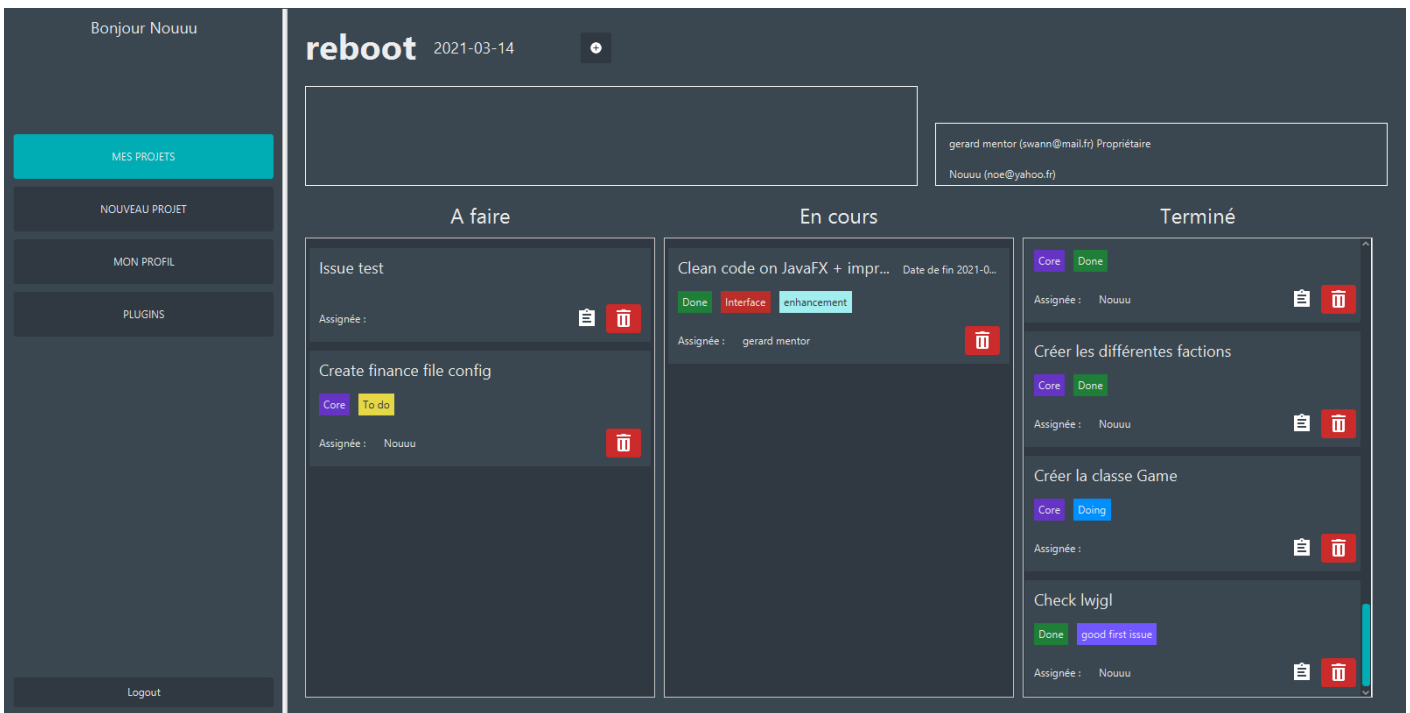 Bonjour Nouuu
MES PROJETS
NOUVEAU PROJET
MON PROFIL
PLUGINS
Logout
reboot 2021-03-14
gerard mentor (swann@mail.fr) Propriétaire
Nouuu (noe@yahoo.fr)
A faire
Issue test
Assignée :
Create finance file config
Core To do
Assignée : Nouuu
En cours
Clean code on JavaFX + impr... Date de fin 2021-0...
Done Interface enhancement
Assignée : gerard mentor
Terminé
Core Done
Assignée : Nouuu
Créer les différentes factions
Core Done
Assignée : Nouuu
Créer la classe Game
Core Doing
Assignée :
Check lwjgl
Done good first issue
Assignée : Nouuu